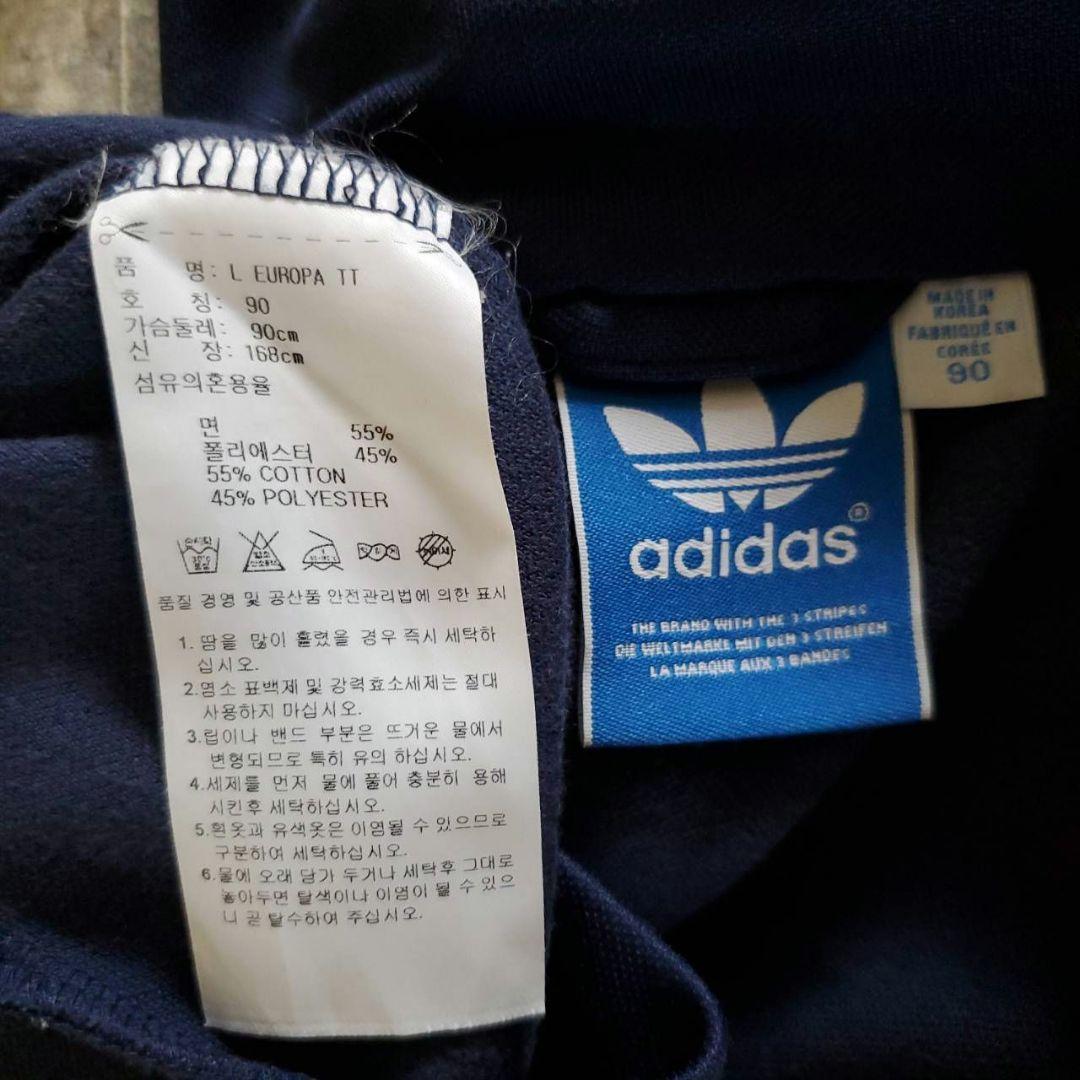 품 명: L EUROPA TT
호 칭: 90
가슴둘레: 90cm
신 장: 168cm
섬유의혼용율
면 55%
폴리에스터 45%
55% COTTON
45% POLYESTER
품질 경영 및 공산품 안전관리법에 의한 표시
1. 땀을 많이 흘렸을 경우 즉시 세탁하
십시오.
2.염소 표백제 및 강력효소세제는 절대
사용하지 마십시오.
3.립이나 밴드 부분은 뜨거운 물에서
변형되므로 특히 유의 하십시오.
4.세제를 먼저 물에 풀어 충분히 용해
시킨후 세탁하십시오.
5.흰옷과 유색옷은 이염될 수 있으므로
구분하여 세탁하십시오.
6.물에 오래 담가 두거나 세탁후 그대로
놓아두면 탈색이나 이염이 될 수 있으
니 곧 탈수하여 주십시오.
MADE IN
KOREA
FABRIQUÉ EN
CORÉE
90
adidas®
THE BRAND WITH THE 3 STRIPES
DIE WELTMARKE MIT DEN 3 STREIFEN
LA MARQUE AUX 3 BANDES